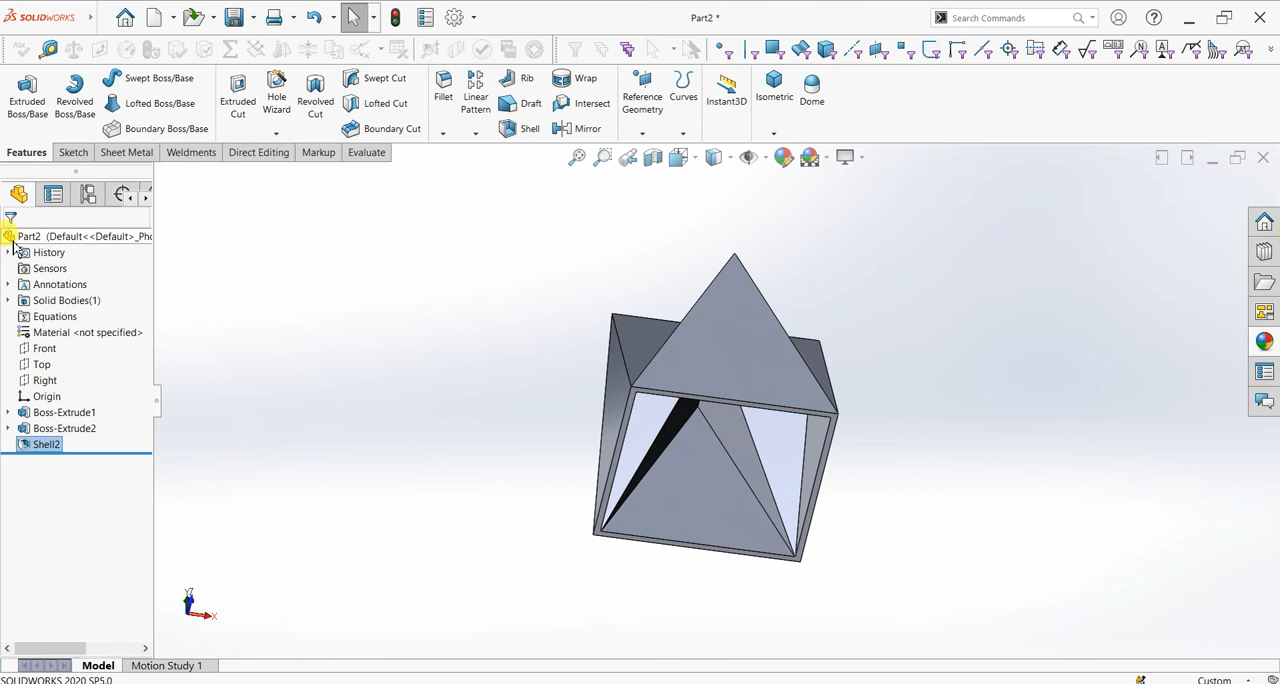 SOLIDWORKS
Part2 *
Search Commands
Extruded Boss/Base
Revolved Boss/Base
Swept Boss/Base
Lofted Boss/Base
Boundary Boss/Base
Extruded Cut
Hole Wizard
Revolved Cut
Swept Cut
Lofted Cut
Boundary Cut
Fillet
Linear Pattern
Rib
Draft
Shell
Wrap
Intersect
Mirror
Reference Geometry
Curves
Instant3D
Isometric
Dome
Features
Sketch
Sheet Metal
Weldments
Direct Editing
Markup
Evaluate
Part2 (Default<<Default>_Pho
History
Sensors
Annotations
Solid Bodies(1)
Equations
Material <not specified>
Front
Top
Right
Origin
Boss-Extrude1
Boss-Extrude2
Shell2
X
Model
Motion Study 1
SOLIDWORKS 2020 SP5.0
Custom